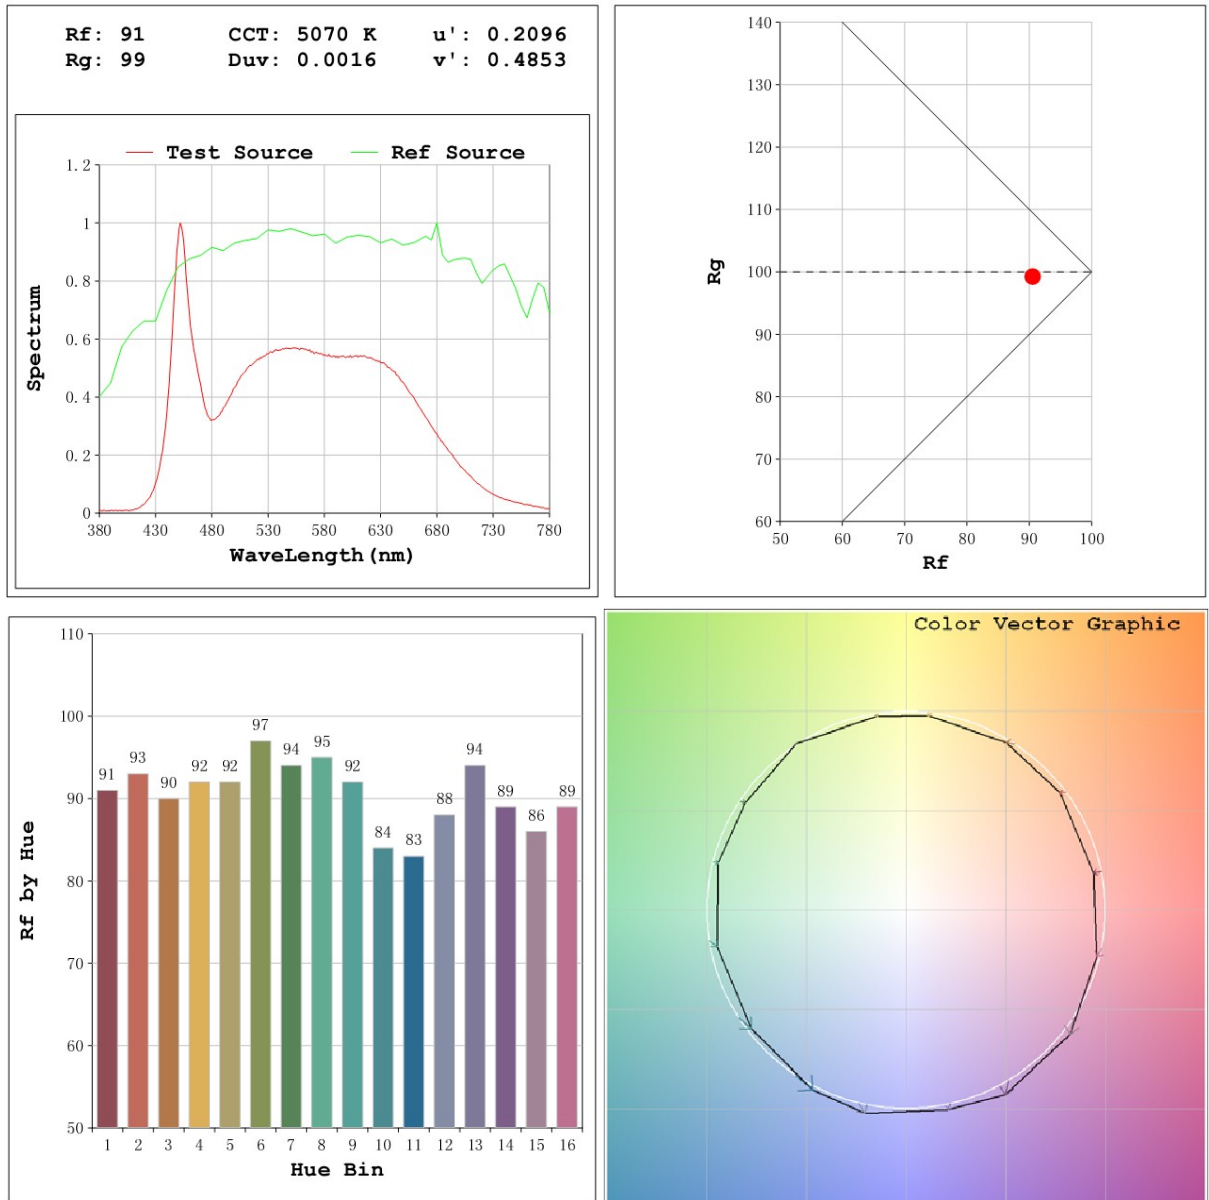 Rf: 91 CCT: 5070 K u': 0.2096
Rg: 99 Duv: 0.0016 v': 0.4853
Test Source Ref Source
1.2
1
0.8
0.6
0.4
0.2
0
Spectrum
380 430 480 530 580 630 680 730 780
WaveLength(nm)
140
130
120
110
100
90
80
70
60
Rg
50 60 70 80 90 100
Rf
110
100
90
80
70
60
50
Rf by Hue
91 93 90 92 92 97 94 95 92 84 83 88 94 89 86 89
1 2 3 4 5 6 7 8 9 10 11 12 13 14 15 16
Hue Bin
Color Vector Graphic